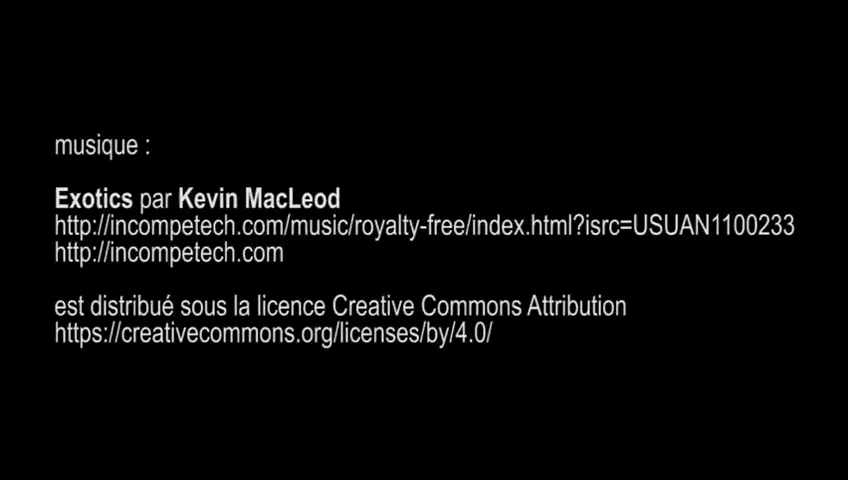 musique :
Exotics par Kevin MacLeod
http://incompetech.com/music/royalty-free/index.html?isrc=USUAN1100233
http://incompetech.com
est distribué sous la licence Creative Commons Attribution
https://creativecommons.org/licenses/by/4.0/